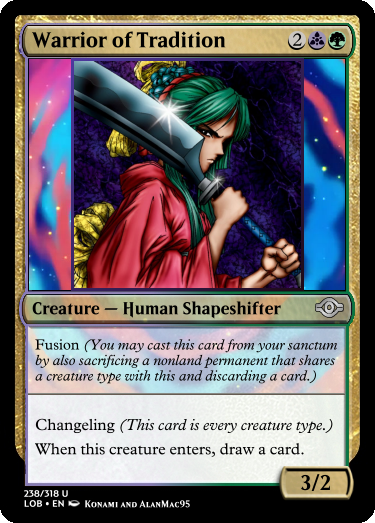 Warrior of Tradition 2
Creature — Human Shapeshifter
Fusion (You may cast this card from your sanctum
by also sacrificing a nonland permanent that shares
a creature type with this and discarding a card.)
Changeling (This card is every creature type.)
When this creature enters, draw a card.
3/2
238/318 U
LOB • EN Konami and AlanMac95